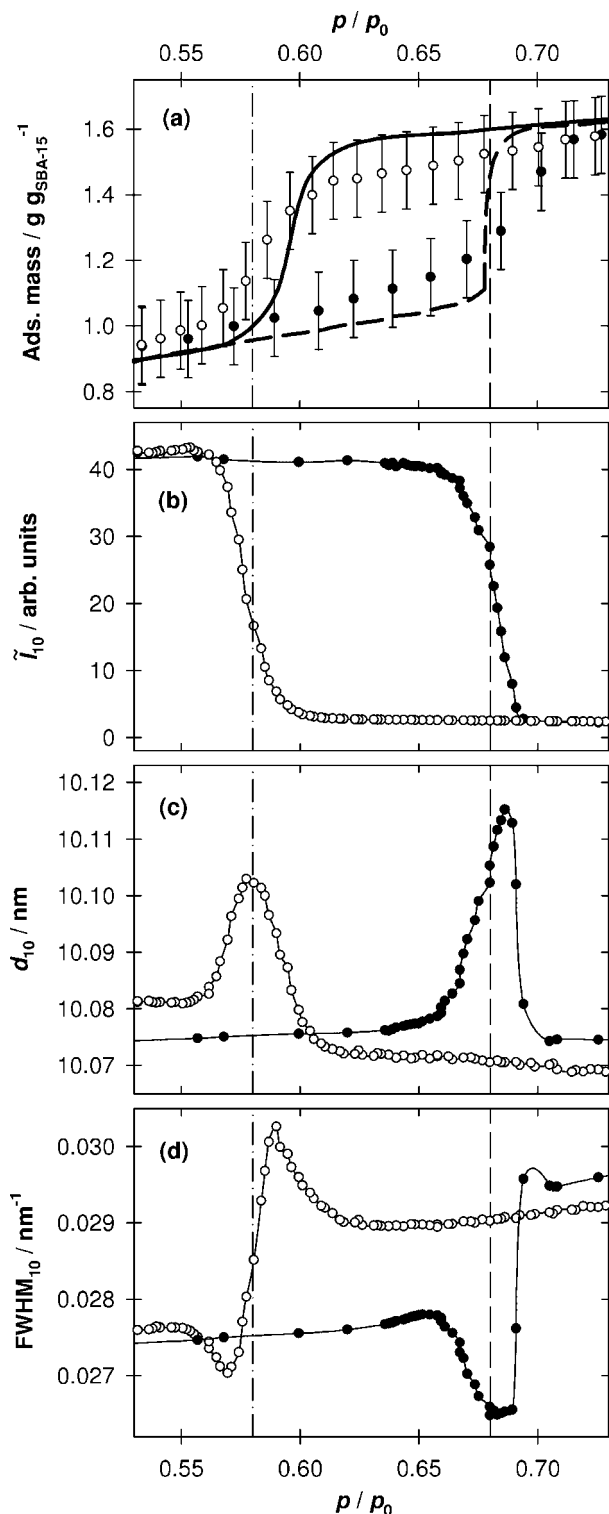 p / p0
0.55 0.60 0.65 0.70
(a)
Ads. mass / g gSBA-15-1
1.6
1.4
1.2
1.0
0.8
(b)
Ĩ10 / arb. units
40
30
20
10
0
(c)
d10 / nm
10.12
10.11
10.10
10.09
10.08
10.07
(d)
FWHM10 / nm-1
0.030
0.029
0.028
0.027
0.55 0.60 0.65 0.70
p / p0